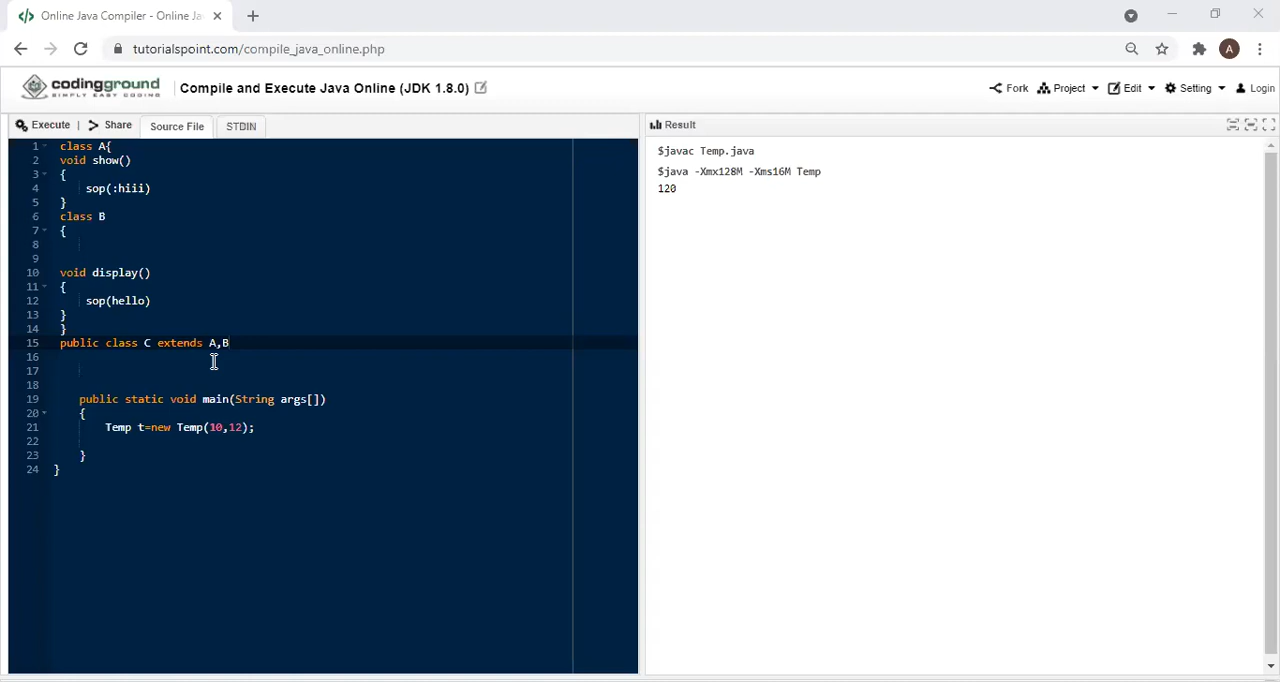 Online Java Compiler - Online Ja
tutorialspoint.com/compile_java_online.php
A
codingground
SIMPLY EASY CODING
Compile and Execute Java Online (JDK 1.8.0)
Fork
Project
Edit
Setting
Login
Execute | Share
Source File
STDIN
Result
1 class A{
2 void show()
3 {
4 sop(:hiii)
5 }
6 class B
7 {
8
9
10 void display()
11 {
12 sop(hello)
13 }
14 }
15 public class C extends A,B
16
17
18
19 public static void main(String args[])
20 {
21 Temp t=new Temp(10,12);
22
23 }
24 }
$javac Temp.java
$java -Xmx128M -Xms16M Temp
120